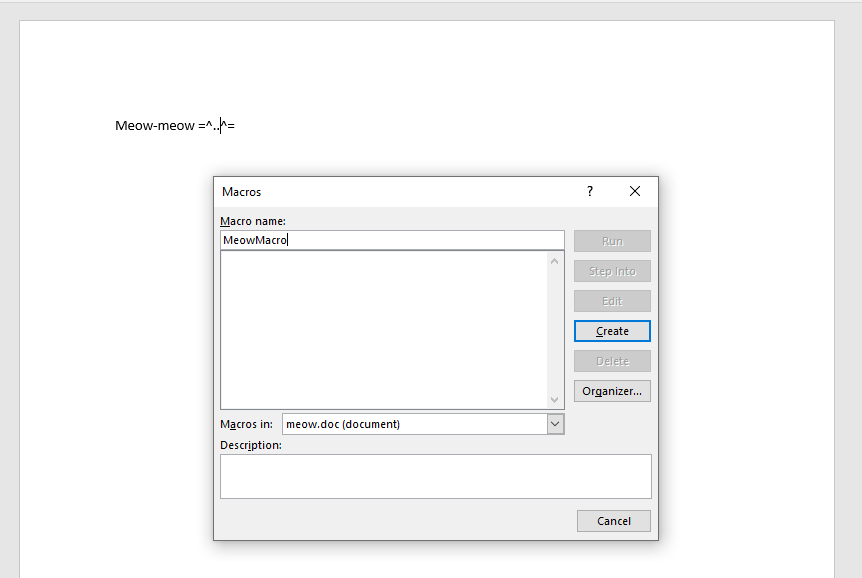 Meow-meow =^..^=
Macros
?
Macro name:
MeowMacro
Run
Step Into
Edit
Create
Delete
Organizer...
Macros in:
meow.doc (document)
Description:
Cancel